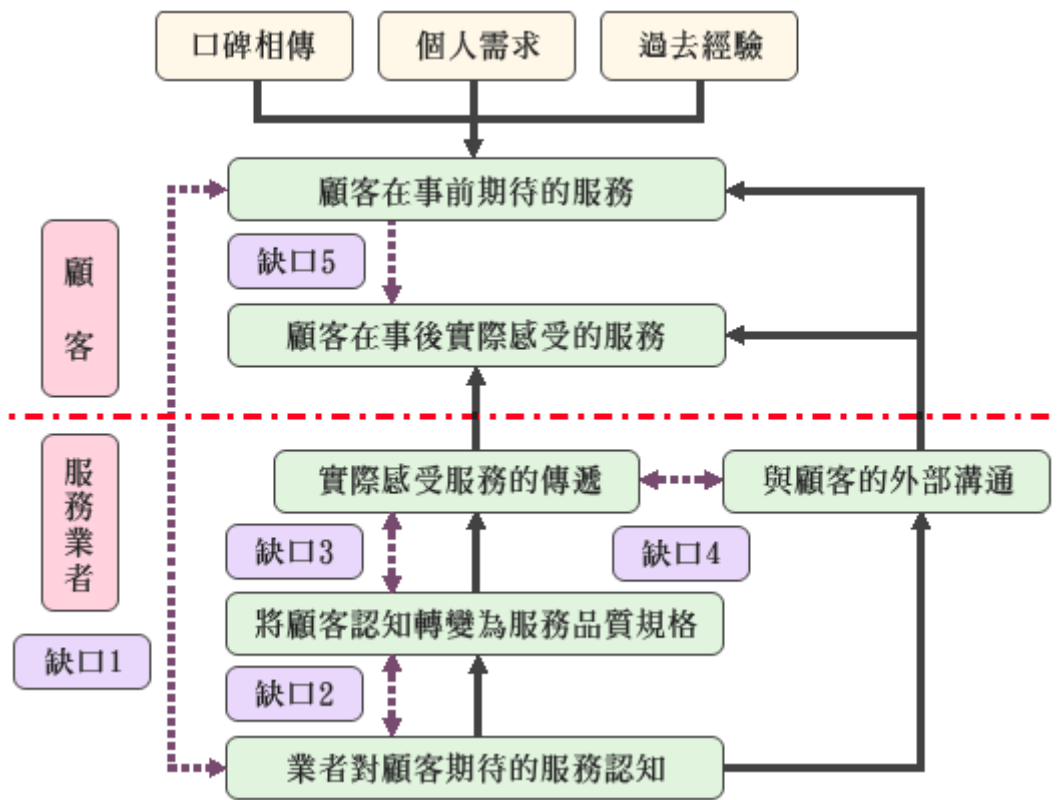 口碑相傳
個人需求
過去經驗
顧客在事前期待的服務
缺口5
顧客
顧客在事後實際感受的服務
服務業者
實際感受服務的傳遞
與顧客的外部溝通
缺口3
缺口4
將顧客認知轉變為服務品質規格
缺口1
缺口2
業者對顧客期待的服務認知